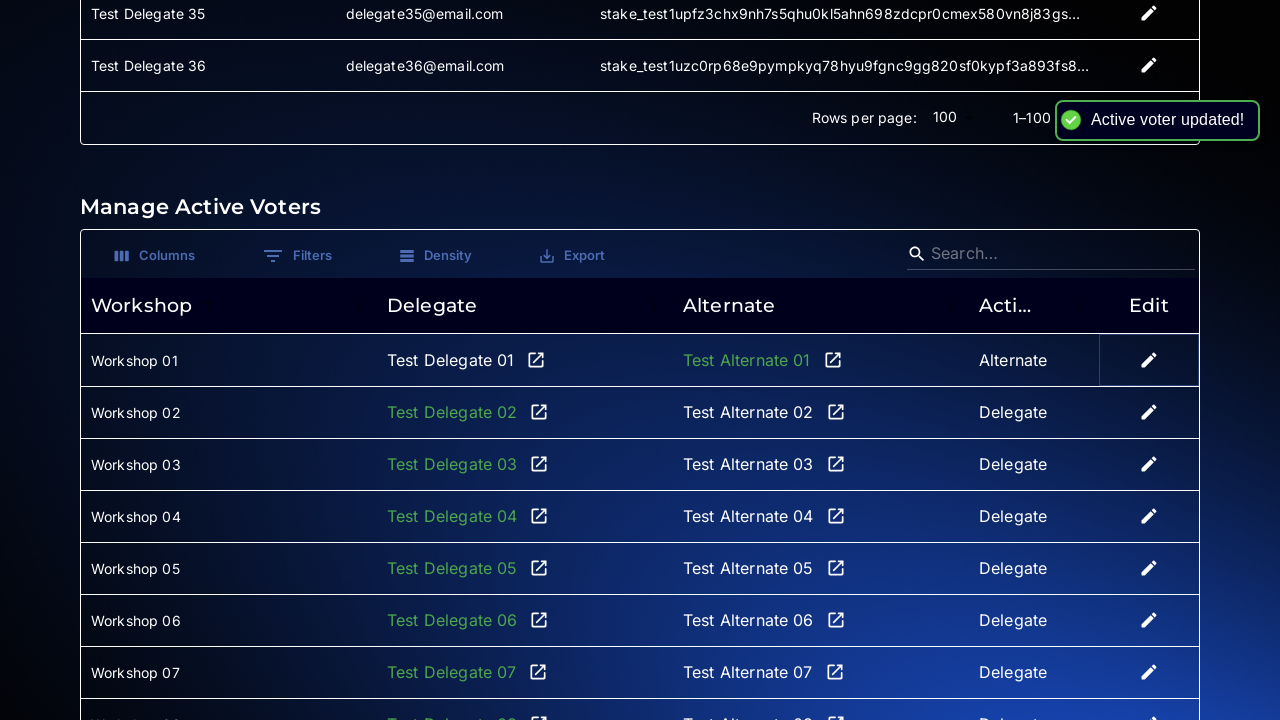 Test Delegate 35 delegate35@email.com stake_test1upfz3chx9nh7s5qhu0kl5ahn698zdcpr0cmex580vn8j83gs...
Test Delegate 36 delegate36@email.com stake_test1uzc0rp68e9pympkyq78hyu9fgnc9gg820sf0kypf3a893fs8...
Rows per page: 100 1–100
Active voter updated!
Manage Active Voters
Columns Filters Density Export Search...
Workshop Delegate Alternate Acti... Edit
Workshop 01 Test Delegate 01 Test Alternate 01 Alternate
Workshop 02 Test Delegate 02 Test Alternate 02 Delegate
Workshop 03 Test Delegate 03 Test Alternate 03 Delegate
Workshop 04 Test Delegate 04 Test Alternate 04 Delegate
Workshop 05 Test Delegate 05 Test Alternate 05 Delegate
Workshop 06 Test Delegate 06 Test Alternate 06 Delegate
Workshop 07 Test Delegate 07 Test Alternate 07 Delegate